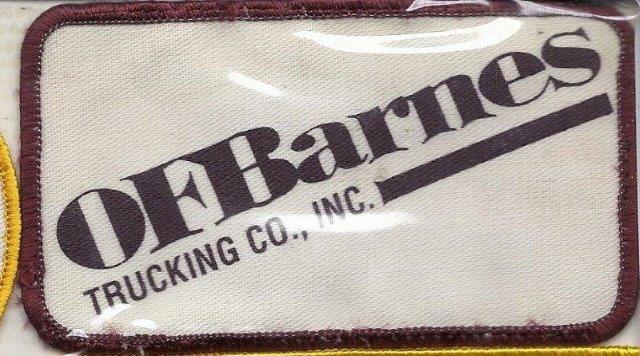 OFBarnes
TRUCKING CO., INC.